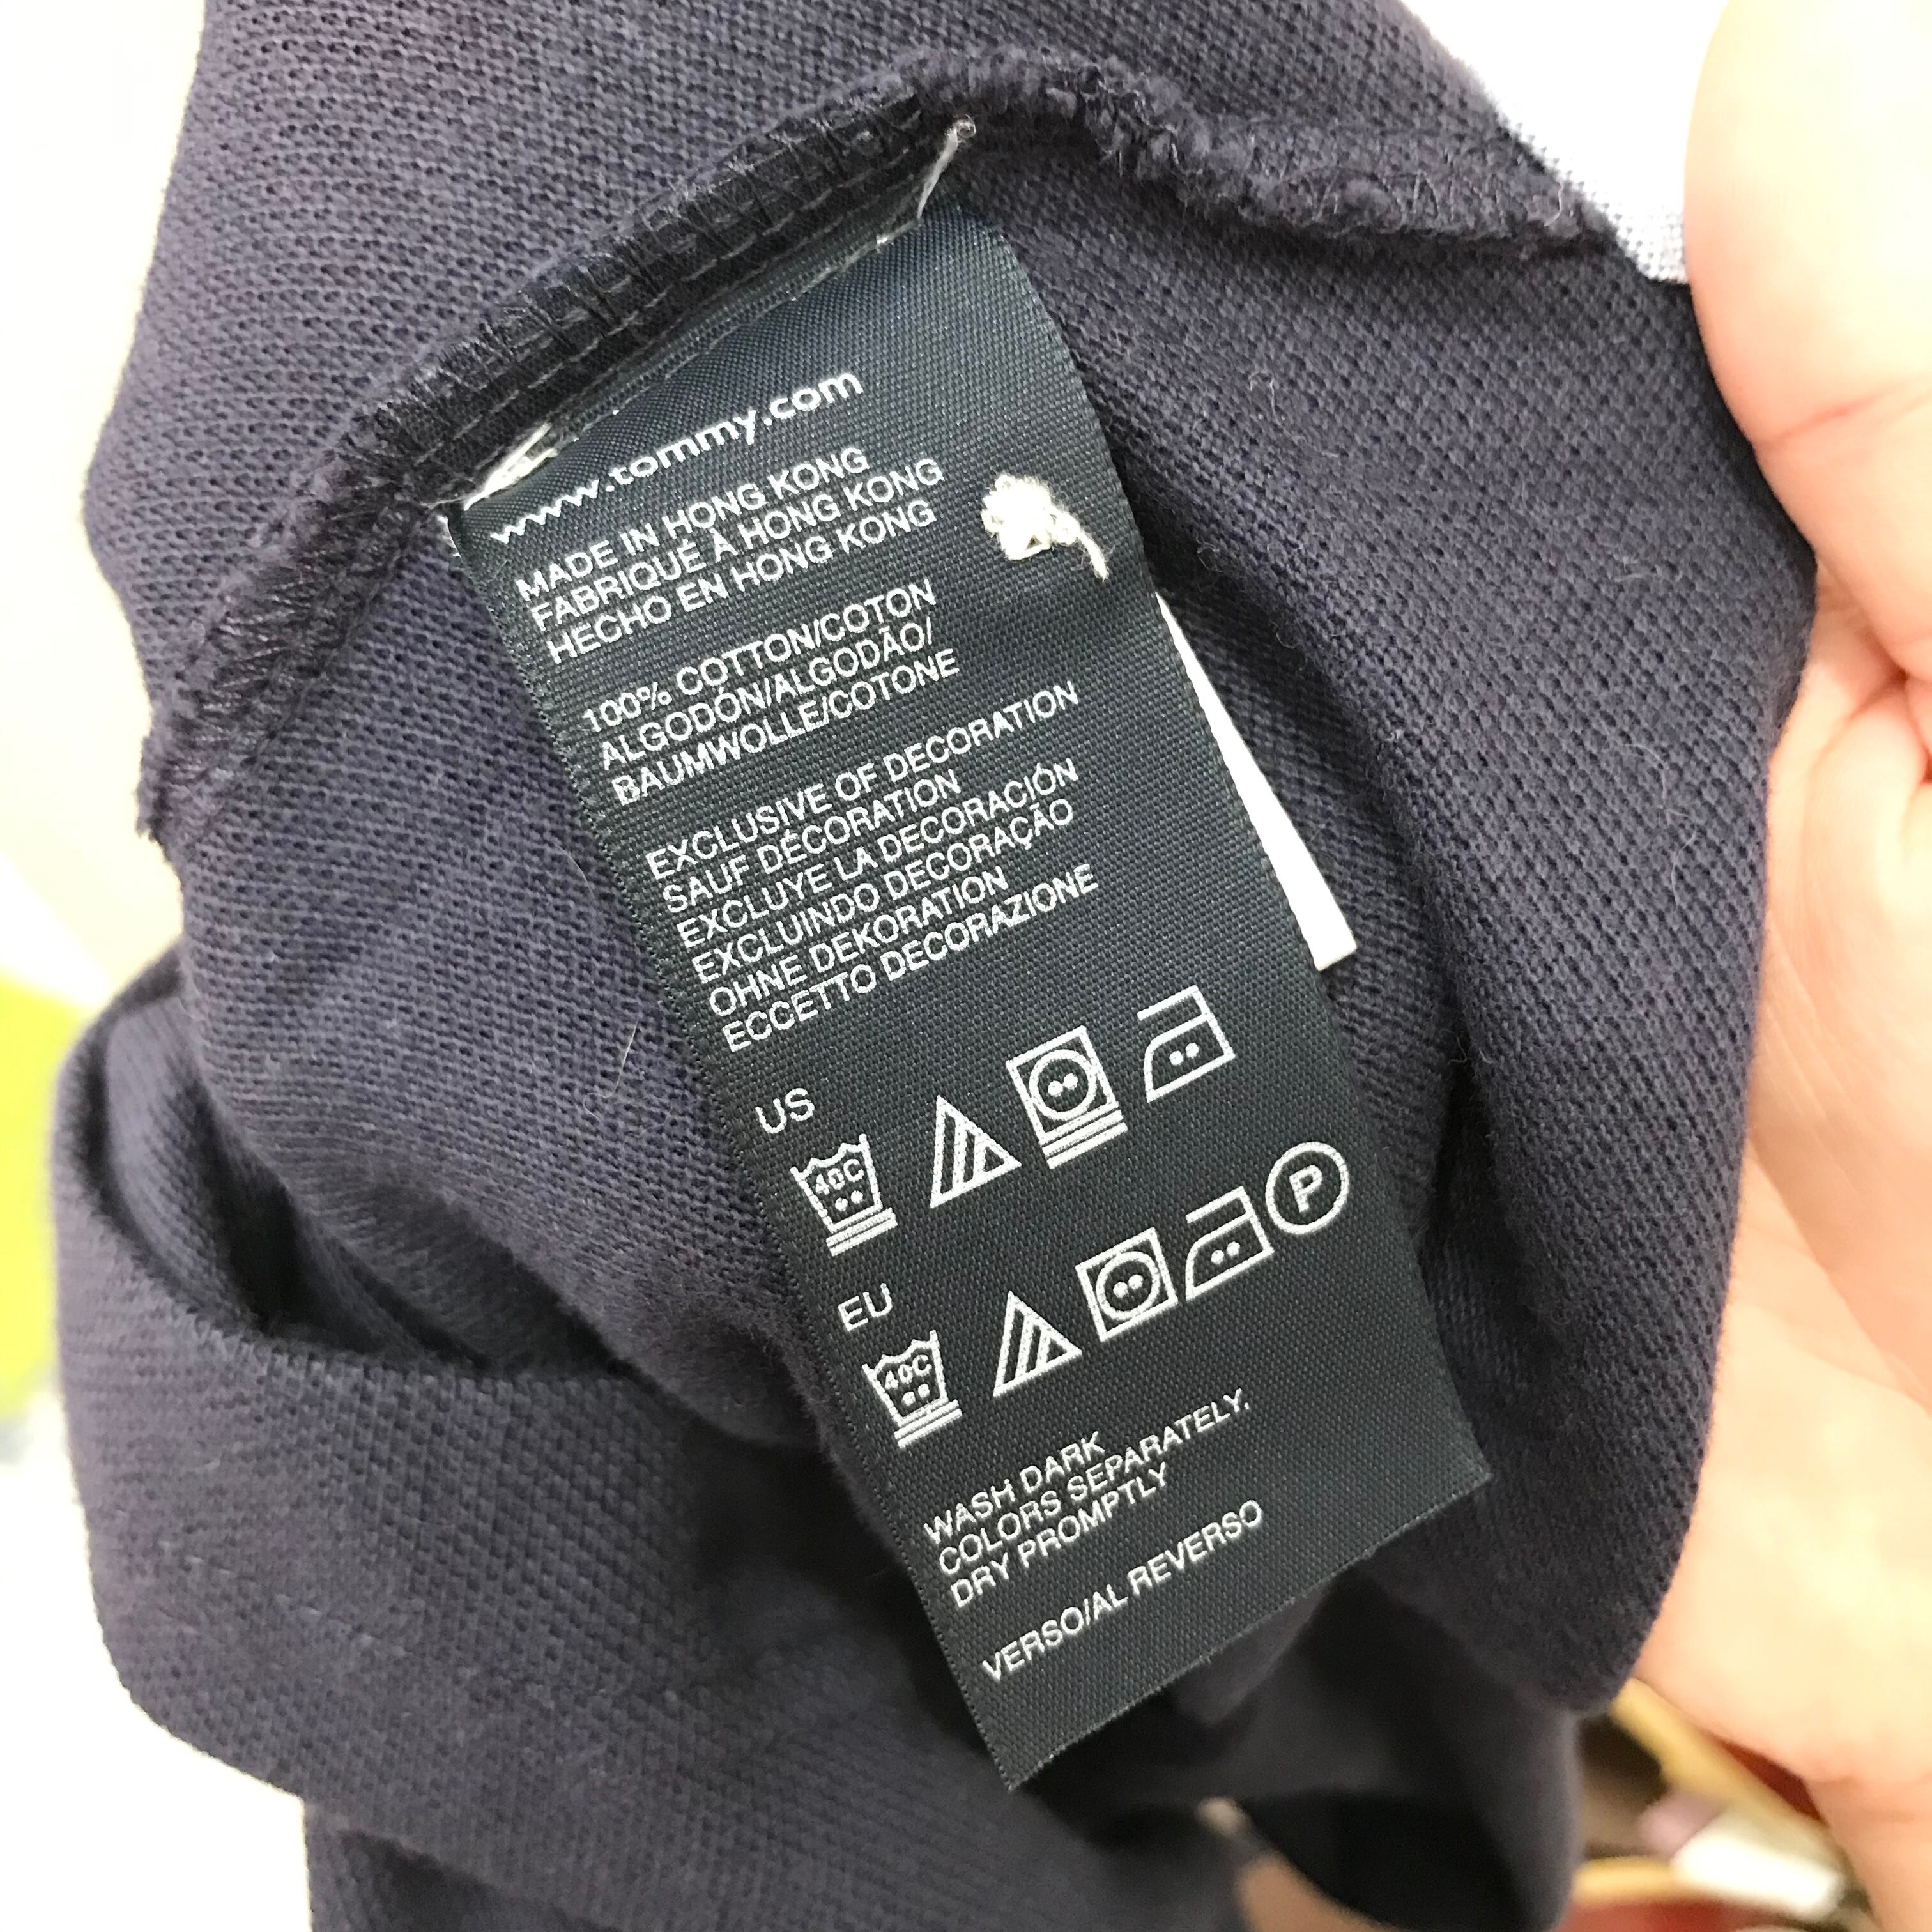 www.tommy.com
MADE IN HONG KONG
FABRIQUÉ À HONG KONG
HECHO EN HONG KONG
100% COTTON/COTON
ALGODÓN/ALGODÃO/
BAUMWOLLE/COTONE
EXCLUSIVE OF DECORATION
SAUF DÉCORATION
EXCLUYE LA DECORACIÓN
EXCLUINDO DECORAÇÃO
OHNE DEKORATION
ECCETTO DECORAZIONE
US
40C
EU
40C
P
WASH DARK
COLORS SEPARATELY.
DRY PROMPTLY
VERSO/AL REVERSO